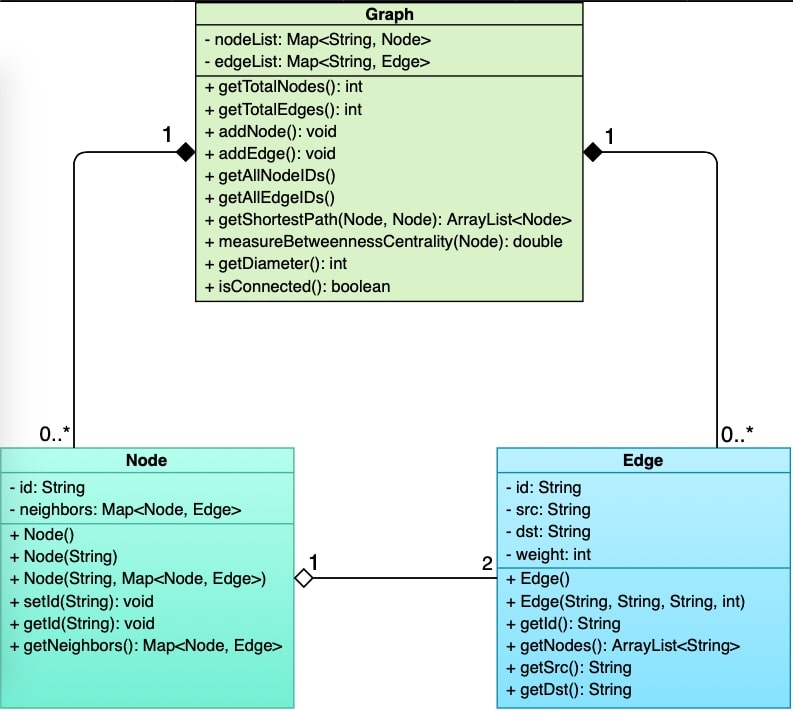 Graph
- nodeList: Map<String, Node>
- edgeList: Map<String, Edge>
+ getTotalNodes(): int
+ getTotalEdges(): int
+ addNode(): void
+ addEdge(): void
+ getAllNodeIDs()
+ getAllEdgeIDs()
+ getShortestPath(Node, Node): ArrayList<Node>
+ measureBetweennessCentrality(Node): double
+ getDiameter(): int
+ isConnected(): boolean
1
1
0..*
0..*
Node
- id: String
- neighbors: Map<Node, Edge>
+ Node()
+ Node(String)
+ Node(String, Map<Node, Edge>)
+ setId(String): void
+ getId(String): void
+ getNeighbors(): Map<Node, Edge>
1
2
Edge
- id: String
- src: String
- dst: String
- weight: int
+ Edge()
+ Edge(String, String, String, int)
+ getId(): String
+ getNodes(): ArrayList<String>
+ getSrc(): String
+ getDst(): String